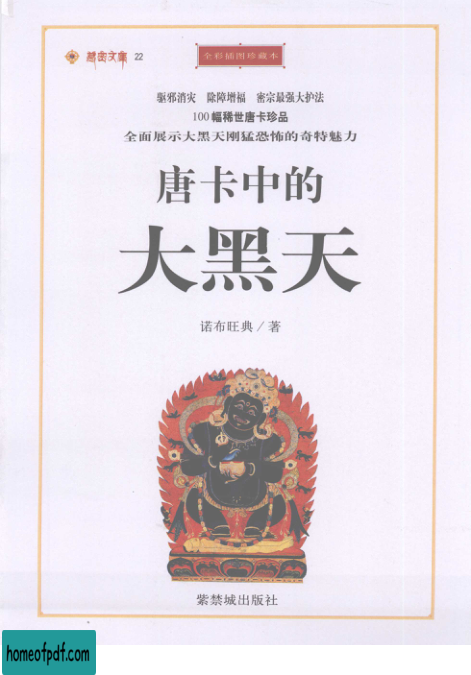 藏密文库 22
全彩插图珍藏本
驱邪消灾 除障增福 密宗最强大护法
100幅稀世唐卡珍品
全面展示大黑天刚猛恐怖的奇特魅力
唐卡中的
大黑天
诺布旺典／著
紫禁城出版社
homeofpdf.com